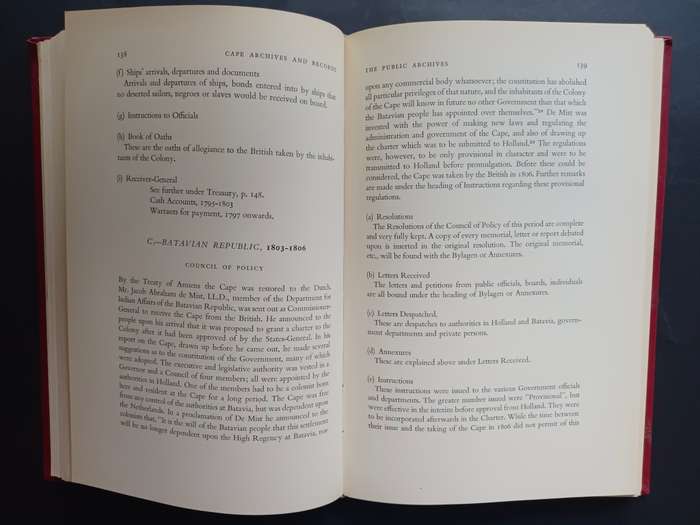 138
CAPE ARCHIVES AND RECORDS
(f) Ships' arrivals, departures and documents
Arrivals and departures of ships, bonds entered into by ships that
no deserted sailors, negroes or slaves would be received on board.
(g) Instructions to Officials
(h) Book of Oaths
These are the oaths of allegiance to the British taken by the inhabi-
tants of the Colony.
(i) Receiver-General
See further under Treasury, p. 148.
Cash Accounts, 1795-1803
Warrants for payment, 1797 onwards.
C.—BATAVIAN REPUBLIC, 1803-1806
COUNCIL OF POLICY
By the Treaty of Amiens the Cape was restored to the Dutch.
Mr. Jacob Abraham de Mist, LL.D., member of the Department for
Indian Affairs of the Batavian Republic, was sent out as Commissioner-
General to receive the Cape from the British. He announced to the
people upon his arrival that it was proposed to grant a charter to the
Colony after it had been approved of by the States-General. In his
report on the Cape, drawn up before he came out, he made several
suggestions as to the constitution of the Government, many of which
were adopted. The executive and legislative authority was vested in a
Governor and a Council of four members; all were appointed by the
authorities in Holland. One of the members had to be a colonist born
here and resident at the Cape for a long period. The Cape was free
from any control of the authorities at Batavia, but was dependent upon
the Netherlands. In a proclamation of De Mist he announced to the
colonists that, "It is the will of the Batavian people that this settlement
will be no longer dependent upon the High Regency at Batavia, nor
THE PUBLIC ARCHIVES
139
upon any commercial body whatsoever; the constitution has abolished
all particular privileges of that nature, and the inhabitants of the Colony
of the Cape will know in future no other Government than that which
the Batavian people has appointed over themselves." De Mist was
invested with the power of making new laws and regulating the
administration and government of the Cape, and also of drawing up
the charter which was to be submitted to Holland. The regulations
were, however, to be only provisional in character and were to be
transmitted to Holland before promulgation. Before these could be
considered, the Cape was taken by the British in 1806. Further remarks
are made under the heading of Instructions regarding these provisional
regulations.
(a) Resolutions
The Resolutions of the Council of Policy of this period are complete
and very fully kept. A copy of every memorial, letter or report debated
upon is inserted in the original resolution. The original memorial,
etc., will be found with the Bylagen or Annexures.
(b) Letters Received
The letters and petitions from public officials, boards, individuals
are all bound under the heading of Bylagen or Annexures.
(c) Letters Despatched,
These are despatches to authorities in Holland and Batavia, govern-
ment departments and private persons.
(d) Annexures
These are explained above under Letters Received.
(e) Instructions
These instructions were issued to the various Government officials
and departments. The greater number issued were "Provisional", but
were effective in the interim before approval from Holland. They were
to be incorporated afterwards in the Charter. While the time between
their issue and the taking of the Cape in 1806 did not permit of this